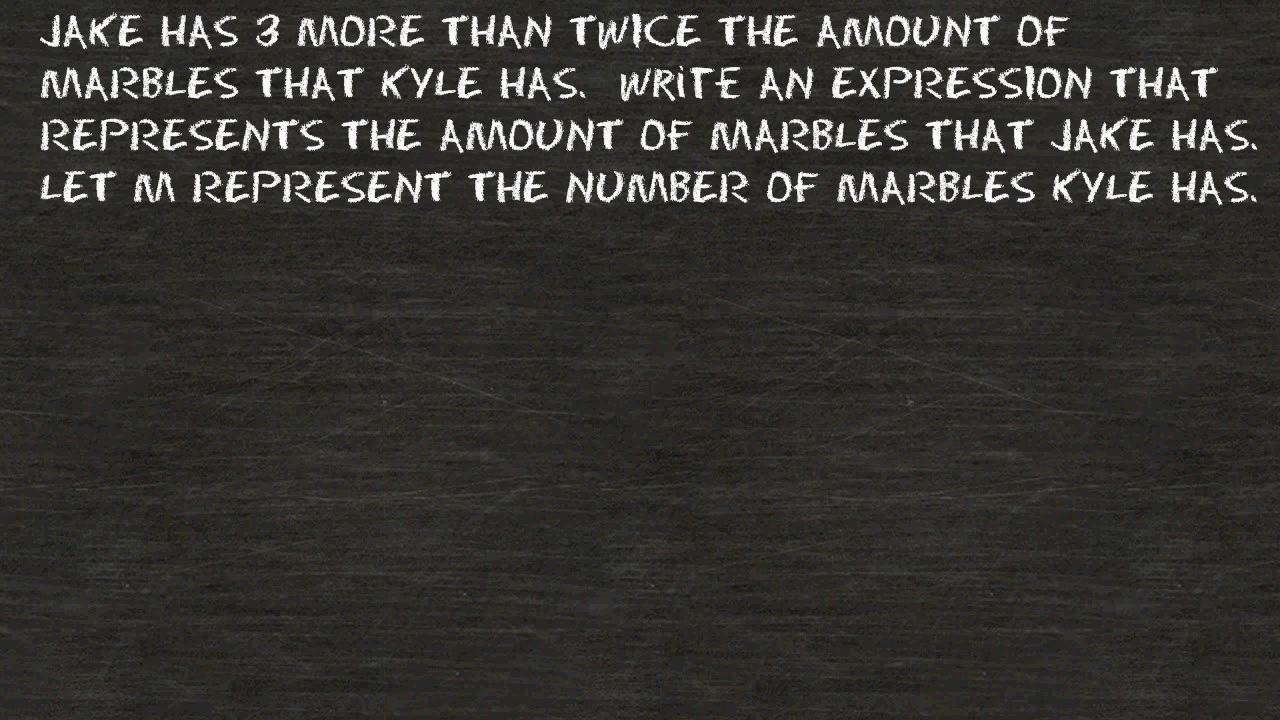 JAKE HAS 3 MORE THAN TWICE THE AMOUNT OF
MARBLES THAT KYLE HAS. WRITE AN EXPRESSION THAT
REPRESENTS THE AMOUNT OF MARBLES THAT JAKE HAS.
LET M REPRESENT THE NUMBER OF MARBLES KYLE HAS.